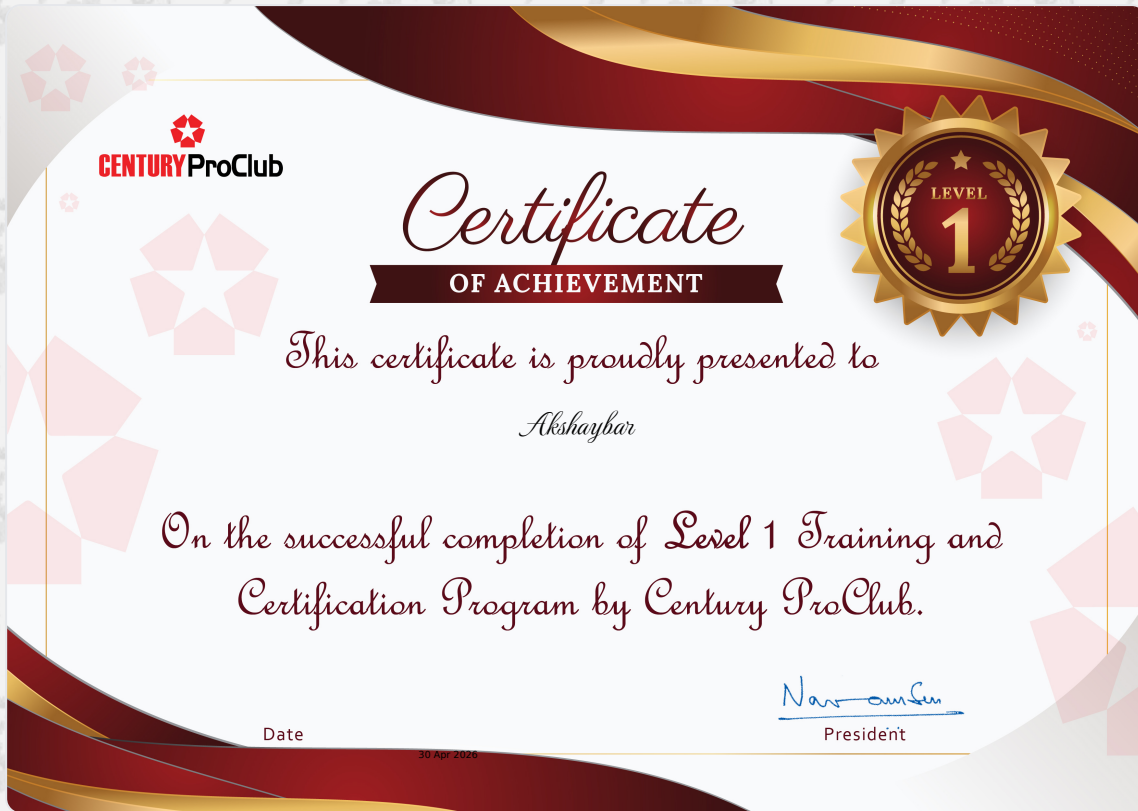 CENTURY ProClub
LEVEL
1
Certificate
OF ACHIEVEMENT
This certificate is proudly presented to
Akshaybar
On the successful completion of Level 1 Training and
Certification Program by Century ProClub.
Date
President
30 Apr 2026